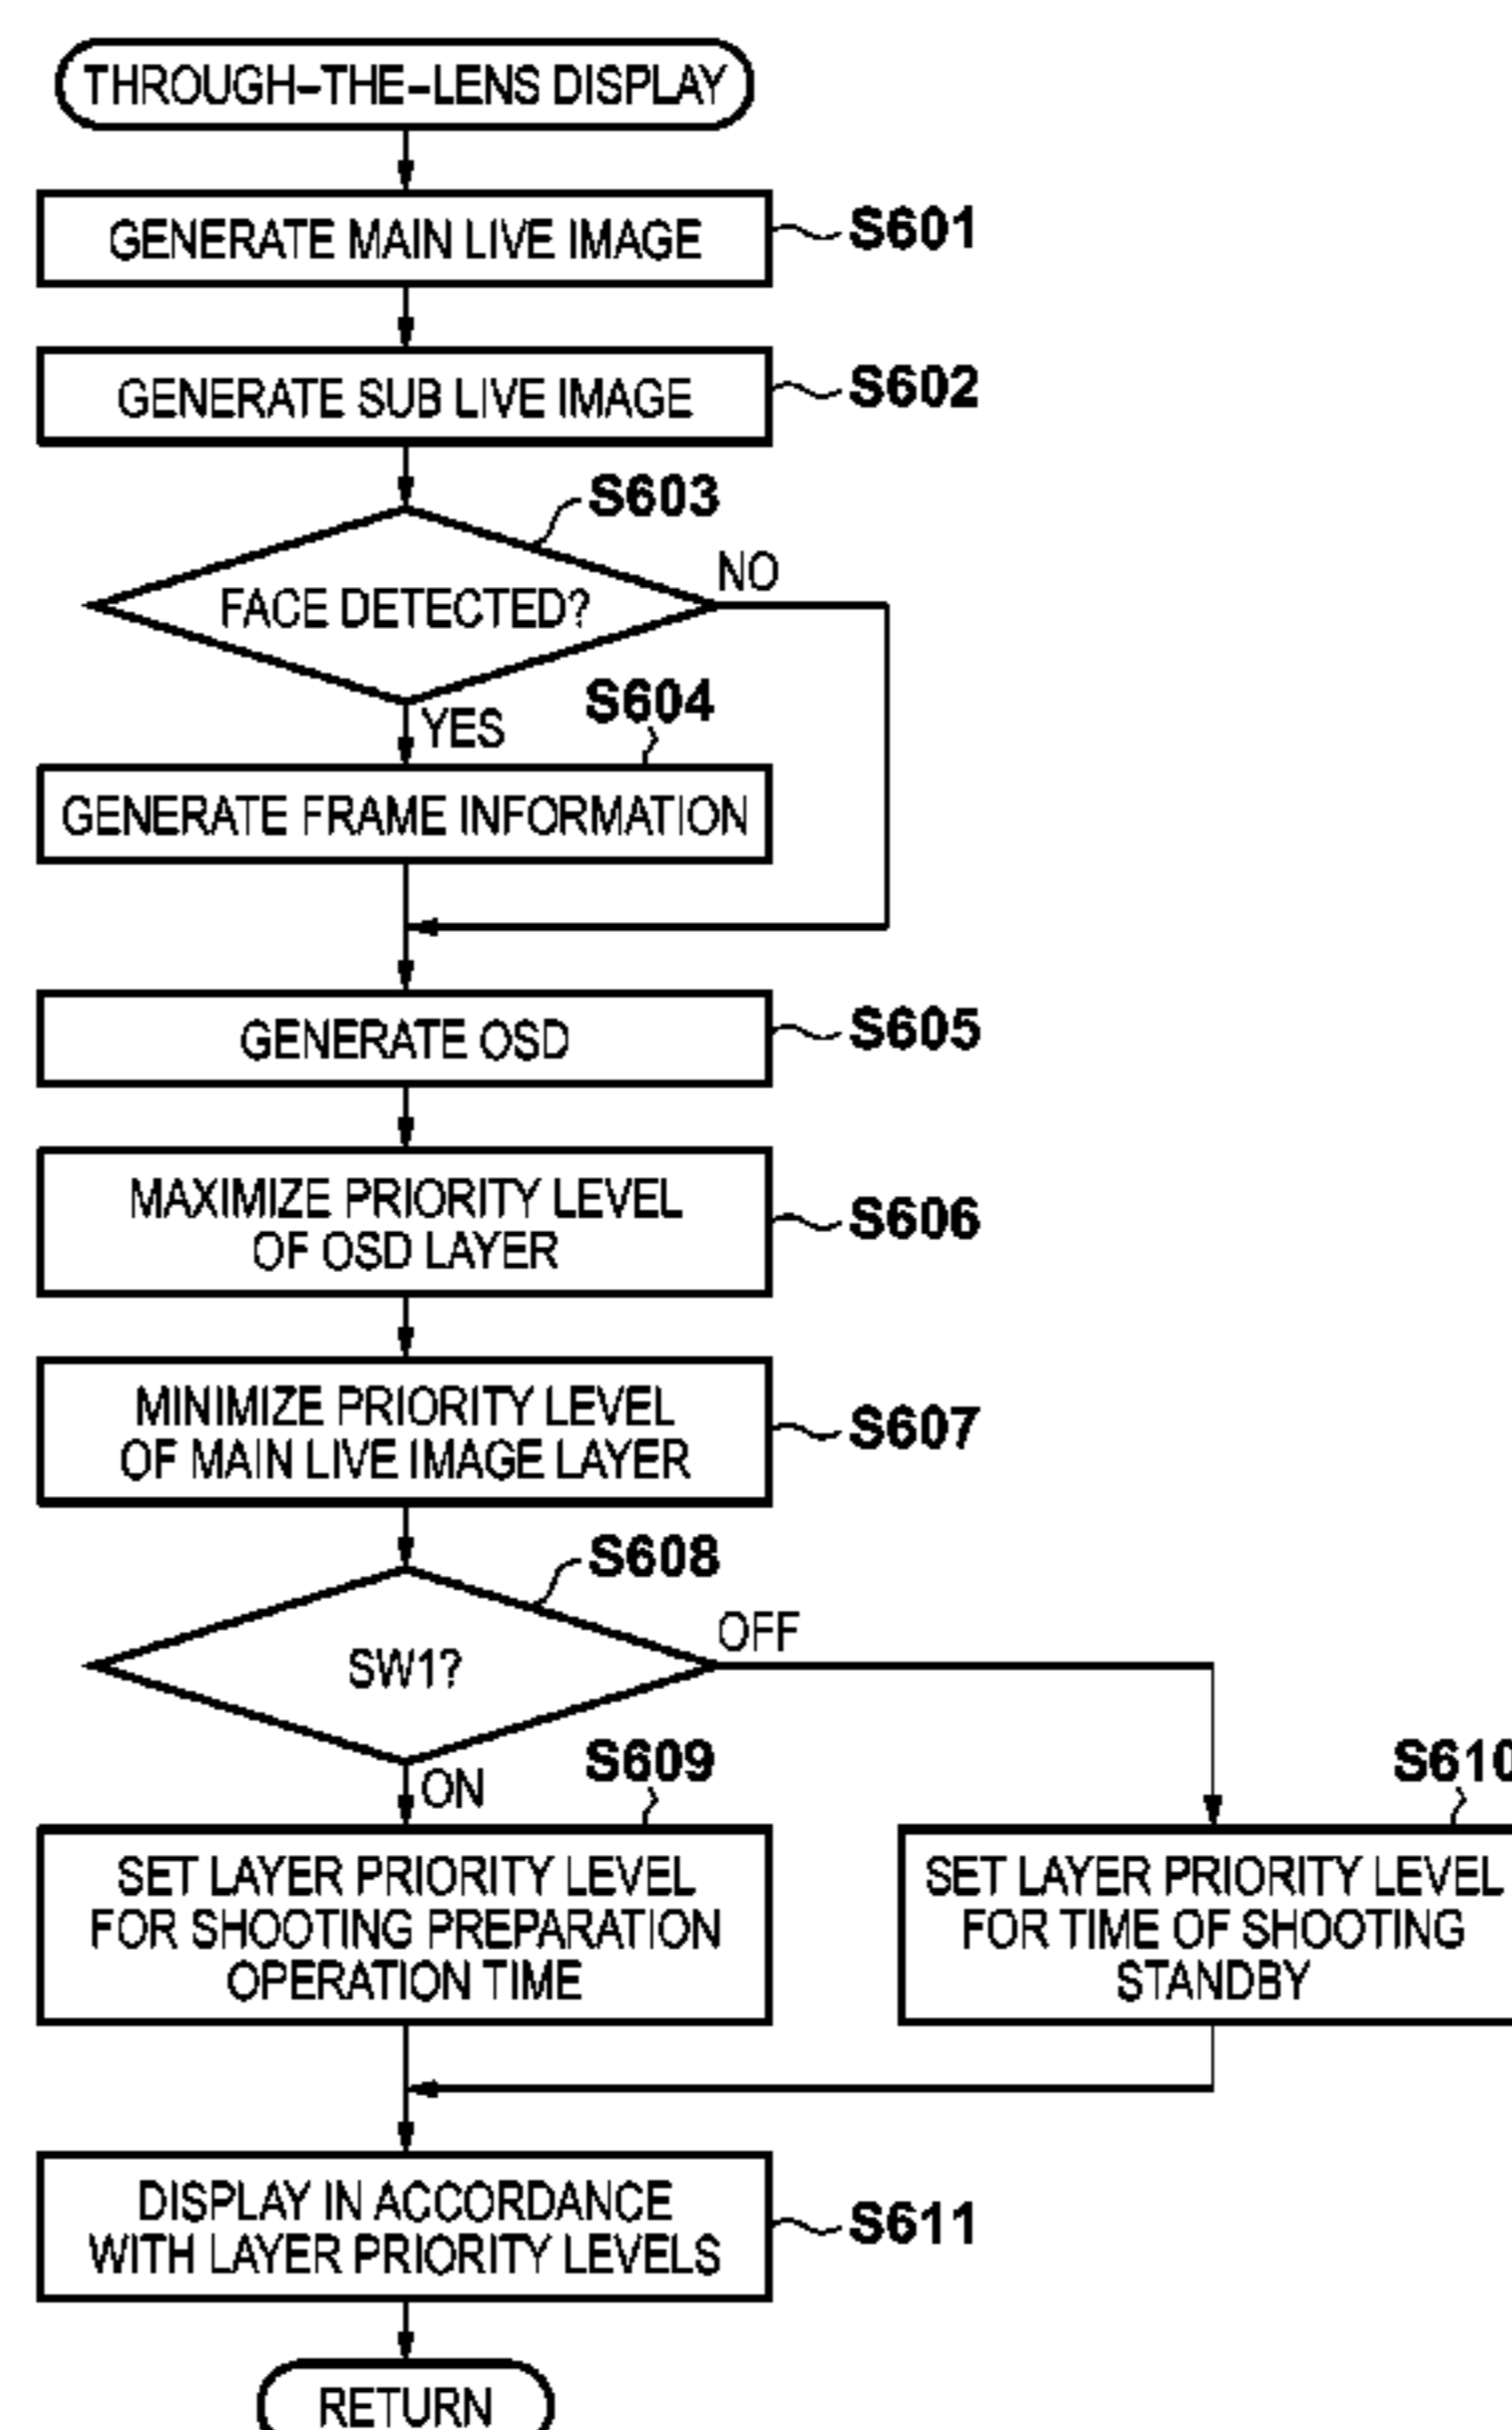 THROUGH-THE-LENS DISPLAY
GENERATE MAIN LIVE IMAGE
S601
GENERATE SUB LIVE IMAGE
S602
S603
FACE DETECTED?
NO
YES
S604
GENERATE FRAME INFORMATION
GENERATE OSD
S605
MAXIMIZE PRIORITY LEVEL
OF OSD LAYER
S606
MINIMIZE PRIORITY LEVEL
OF MAIN LIVE IMAGE LAYER
S607
S608
SW1?
OFF
ON
S609
SET LAYER PRIORITY LEVEL
FOR SHOOTING PREPARATION
OPERATION TIME
S610
SET LAYER PRIORITY LEVEL
FOR TIME OF SHOOTING
STANDBY
DISPLAY IN ACCORDANCE
WITH LAYER PRIORITY LEVELS
S611
RETURN